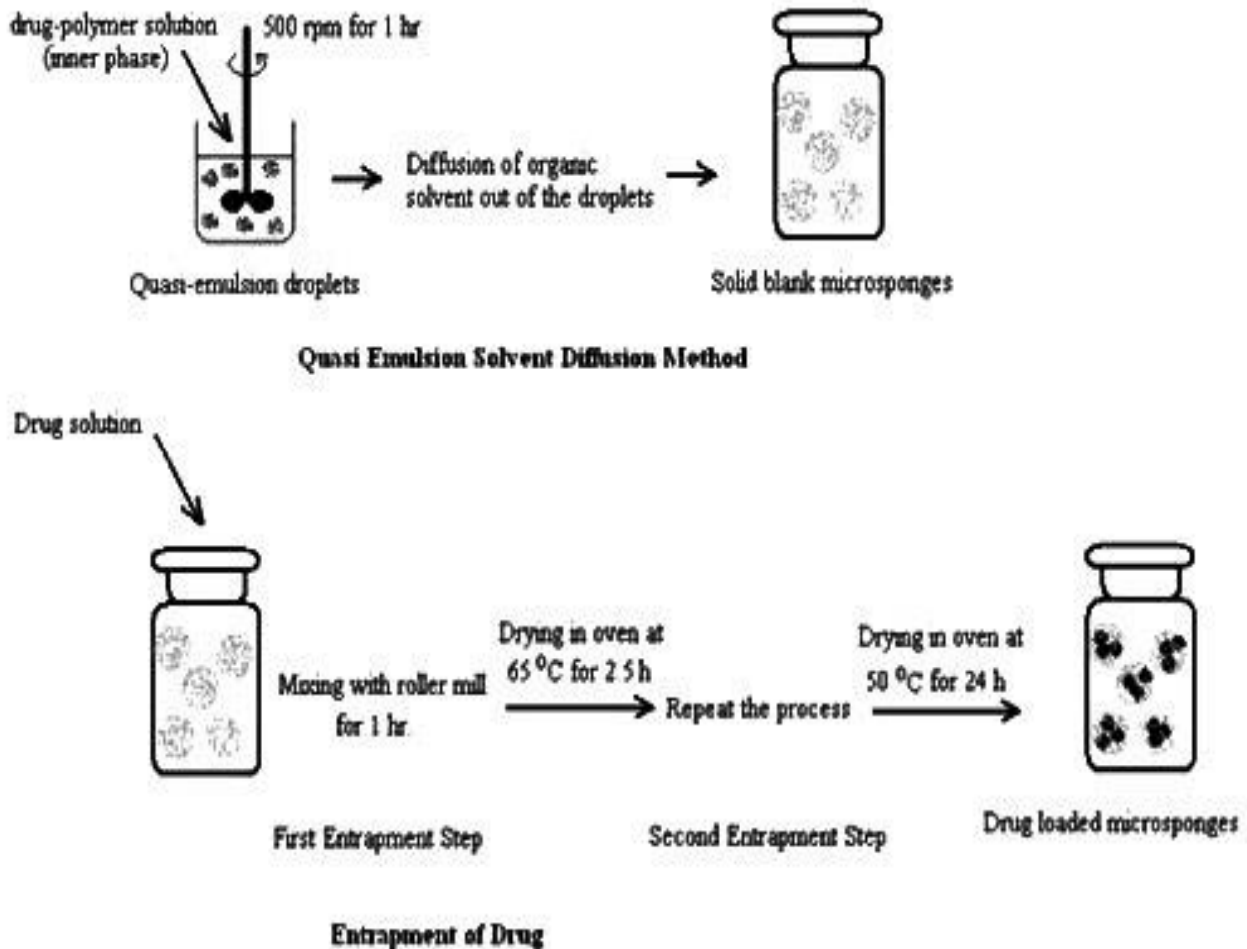 drug-polymer solution
(inner phase)
500 rpm for 1 hr
Diffusion of organic
solvent out of the droplets
Quasi-emulsion droplets
Solid blank microsponges
Quasi Emulsion Solvent Diffusion Method
Drug solution
Mixing with roller mill
for 1 hr.
Drying in oven at
65 ⁰C for 2.5 h
Repeat the process
Drying in oven at
50 ⁰C for 24 h
Drug loaded microsponges
First Entrapment Step
Second Entrapment Step
Entrapment of Drug